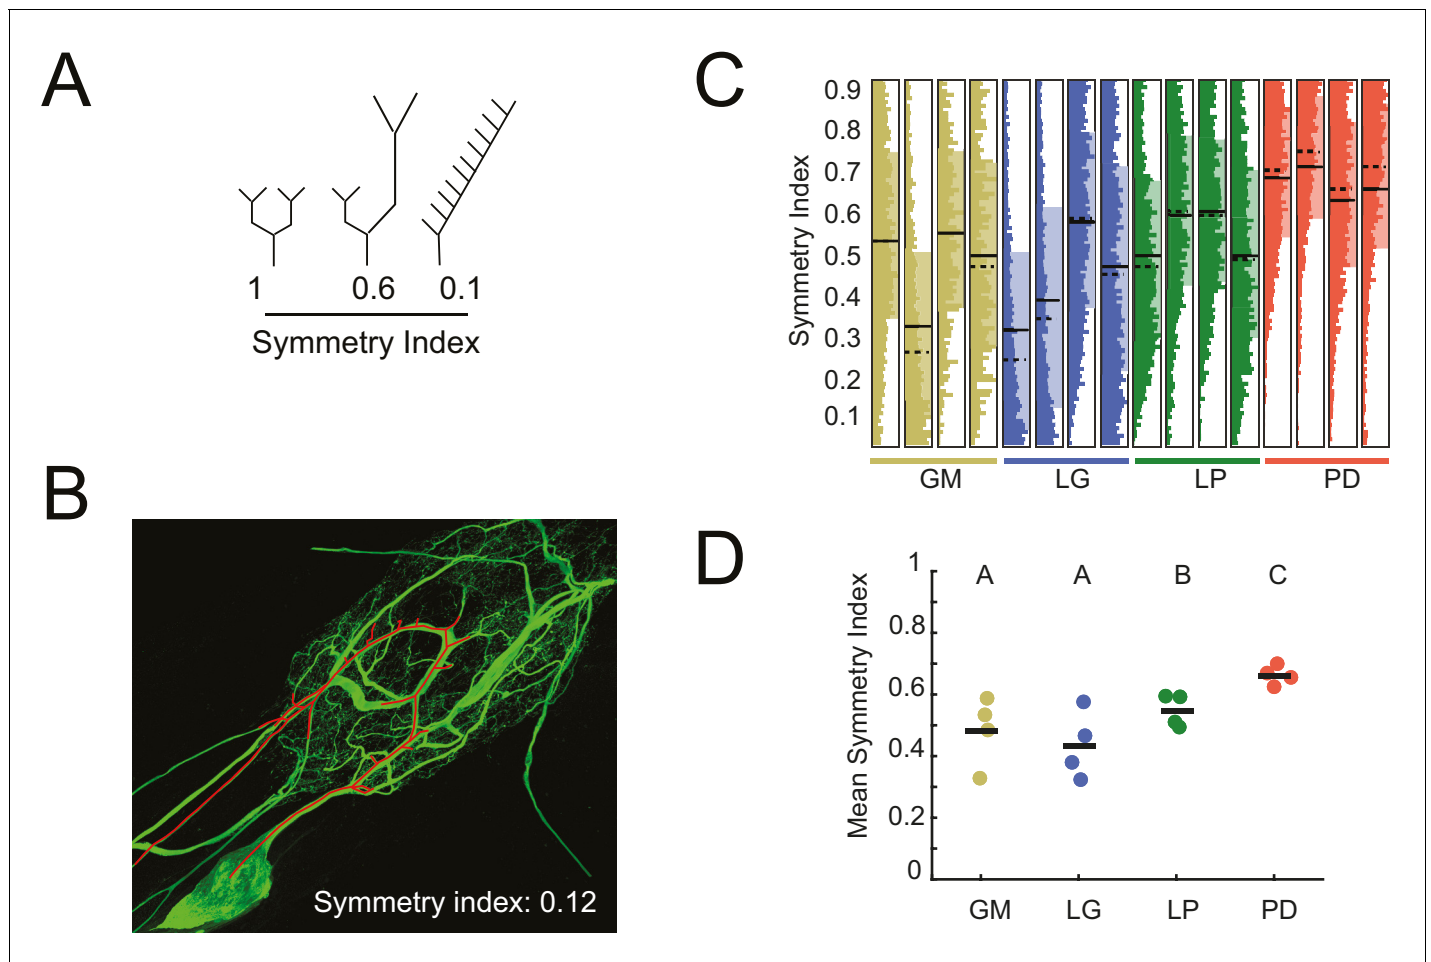 A
1 0.6 0.1
Symmetry Index
B
Symmetry index: 0.12
C
Symmetry Index
0.9
0.8
0.7
0.6
0.5
0.4
0.3
0.2
0.1
GM LG LP PD
D
Mean Symmetry Index
1
0.8
0.6
0.4
0.2
0
A A B C
GM LG LP PD